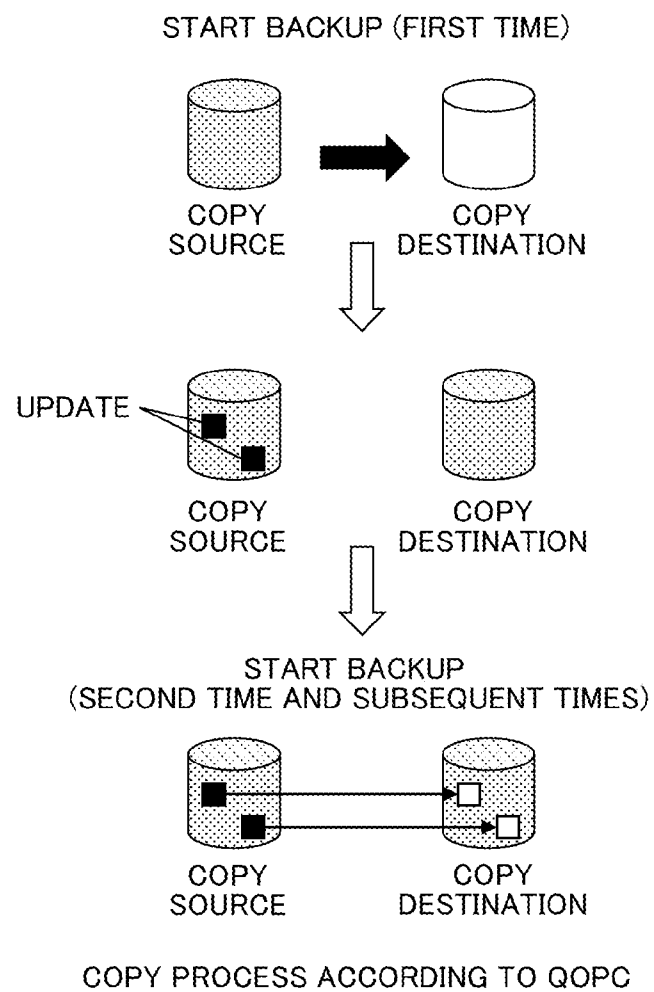 START BACKUP (FIRST TIME)
COPY SOURCE
COPY DESTINATION
UPDATE
COPY SOURCE
COPY DESTINATION
START BACKUP
(SECOND TIME AND SUBSEQUENT TIMES)
COPY SOURCE
COPY DESTINATION
COPY PROCESS ACCORDING TO QOPC